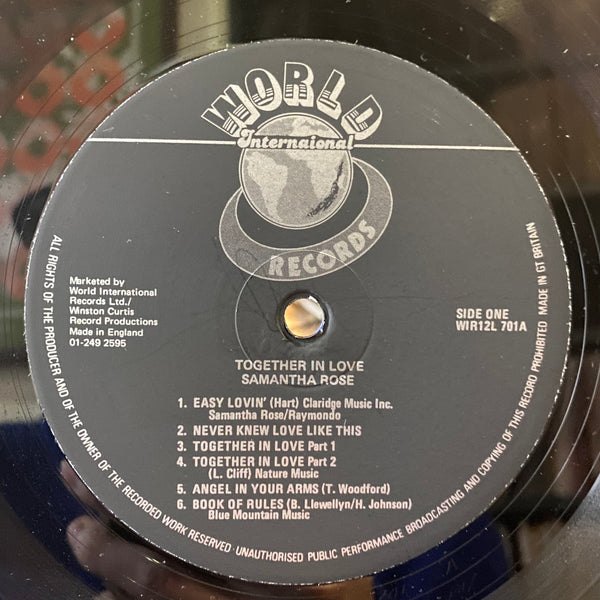 WORLD
Internaional
RECORDS
Marketed by
World International
Records Ltd./
Winston Curtis
Record Productions
Made in England
01-249 2595
SIDE ONE
WIR12L 701A
TOGETHER IN LOVE
SAMANTHA ROSE
1. EASY LOVIN' (Hart) Claridge Music Inc.
Samantha Rose/Raymondo
2. NEVER KNEW LOVE LIKE THIS
3. TOGETHER IN LOVE Part 1
4. TOGETHER IN LOVE Part 2
(L. Cliff) Nature Music
5. ANGEL IN YOUR ARMS (T. Woodford)
6. BOOK OF RULES (B. Llewellyn/H. Johnson)
Blue Mountain Music
ALL RIGHTS OF THE PRODUCER AND OF THE OWNER OF THE RECORDED WORK RESERVED · UNAUTHORISED PUBLIC PERFORMANCE BROADCASTING AND COPYING OF THIS RECORD PROHIBITED MADE IN GT BRITAIN